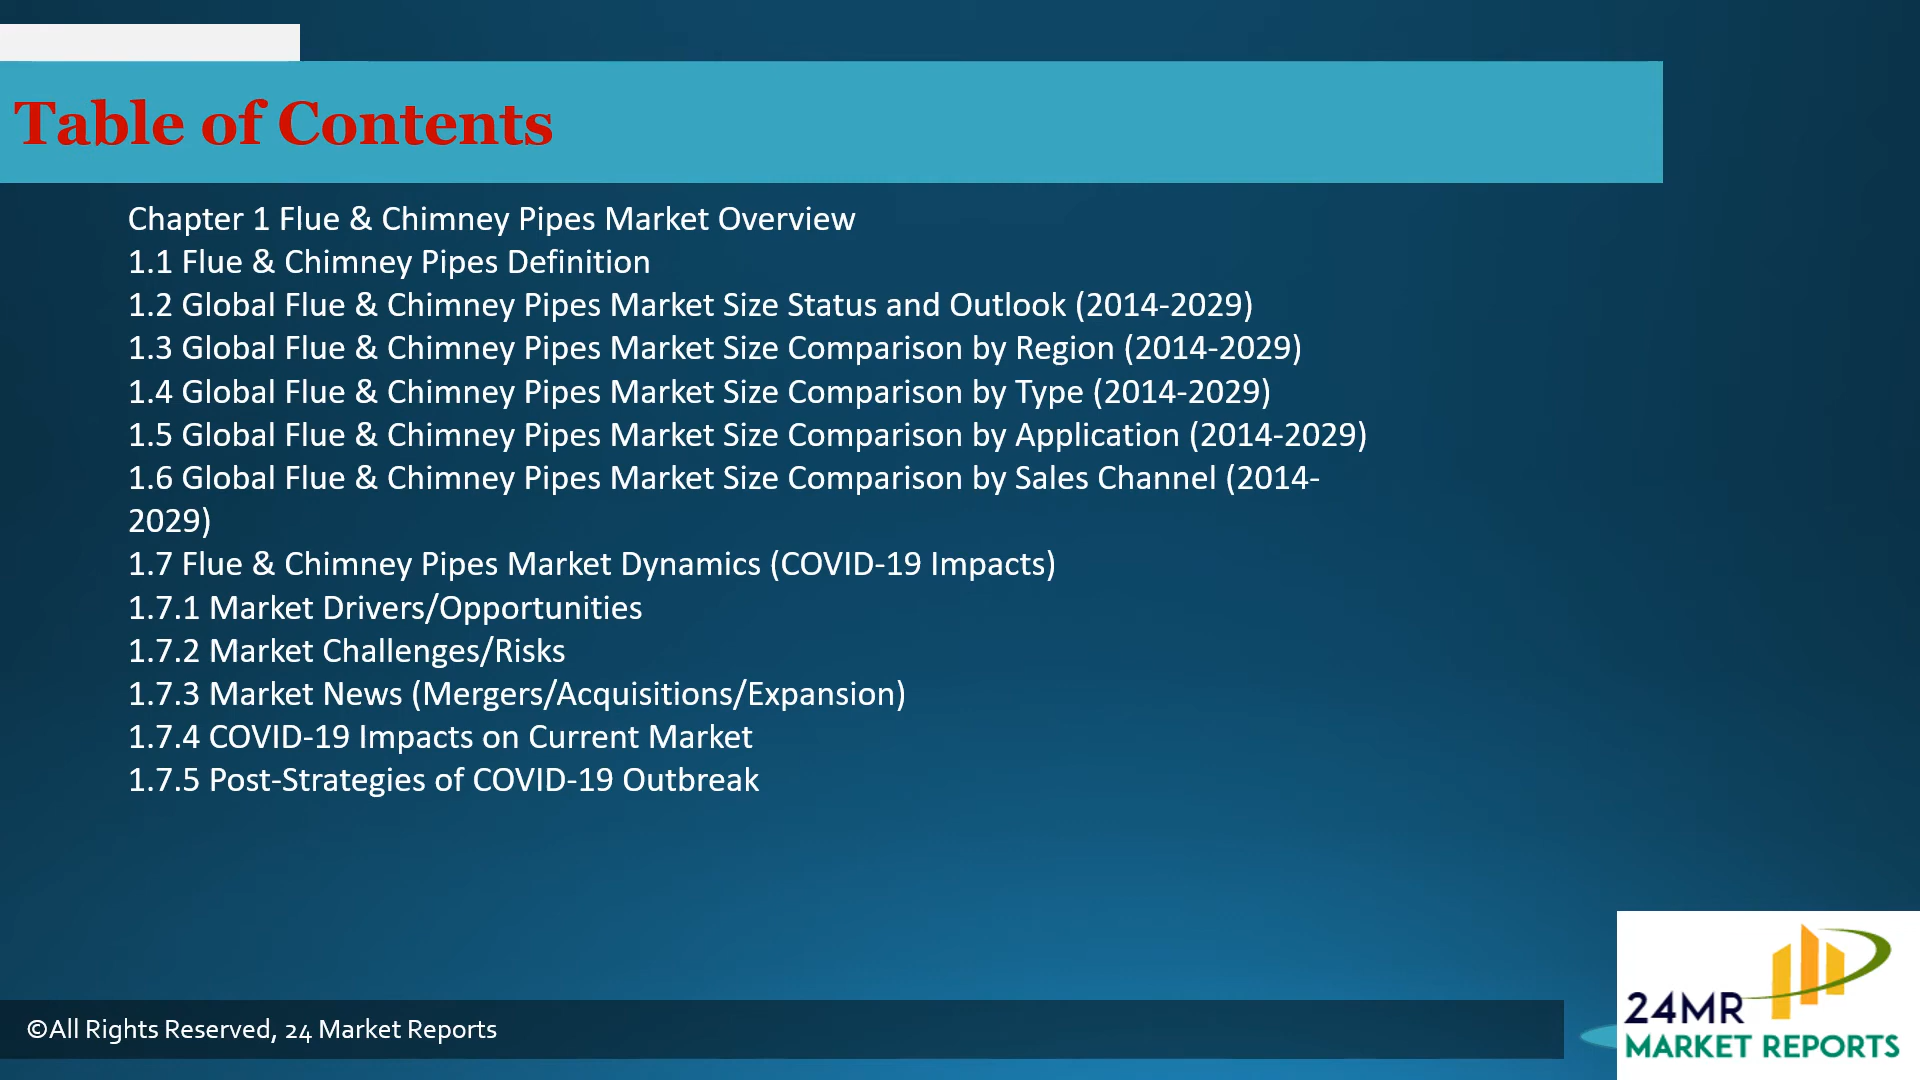 Table of Contents
Chapter 1 Flue & Chimney Pipes Market Overview
1.1 Flue & Chimney Pipes Definition
1.2 Global Flue & Chimney Pipes Market Size Status and Outlook (2014-2029)
1.3 Global Flue & Chimney Pipes Market Size Comparison by Region (2014-2029)
1.4 Global Flue & Chimney Pipes Market Size Comparison by Type (2014-2029)
1.5 Global Flue & Chimney Pipes Market Size Comparison by Application (2014-2029)
1.6 Global Flue & Chimney Pipes Market Size Comparison by Sales Channel (2014-
2029)
1.7 Flue & Chimney Pipes Market Dynamics (COVID-19 Impacts)
1.7.1 Market Drivers/Opportunities
1.7.2 Market Challenges/Risks
1.7.3 Market News (Mergers/Acquisitions/Expansion)
1.7.4 COVID-19 Impacts on Current Market
1.7.5 Post-Strategies of COVID-19 Outbreak
©All Rights Reserved, 24 Market Reports
24MR
MARKET REPORTS